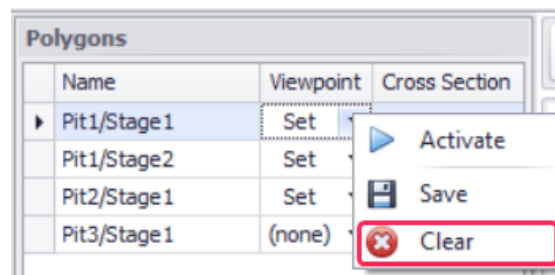 Polygons
Name Viewpoint Cross Section
Pit1/Stage1 Set
Activate
Pit1/Stage2 Set
Pit2/Stage1 Set Save
Pit3/Stage1 (none) Clear